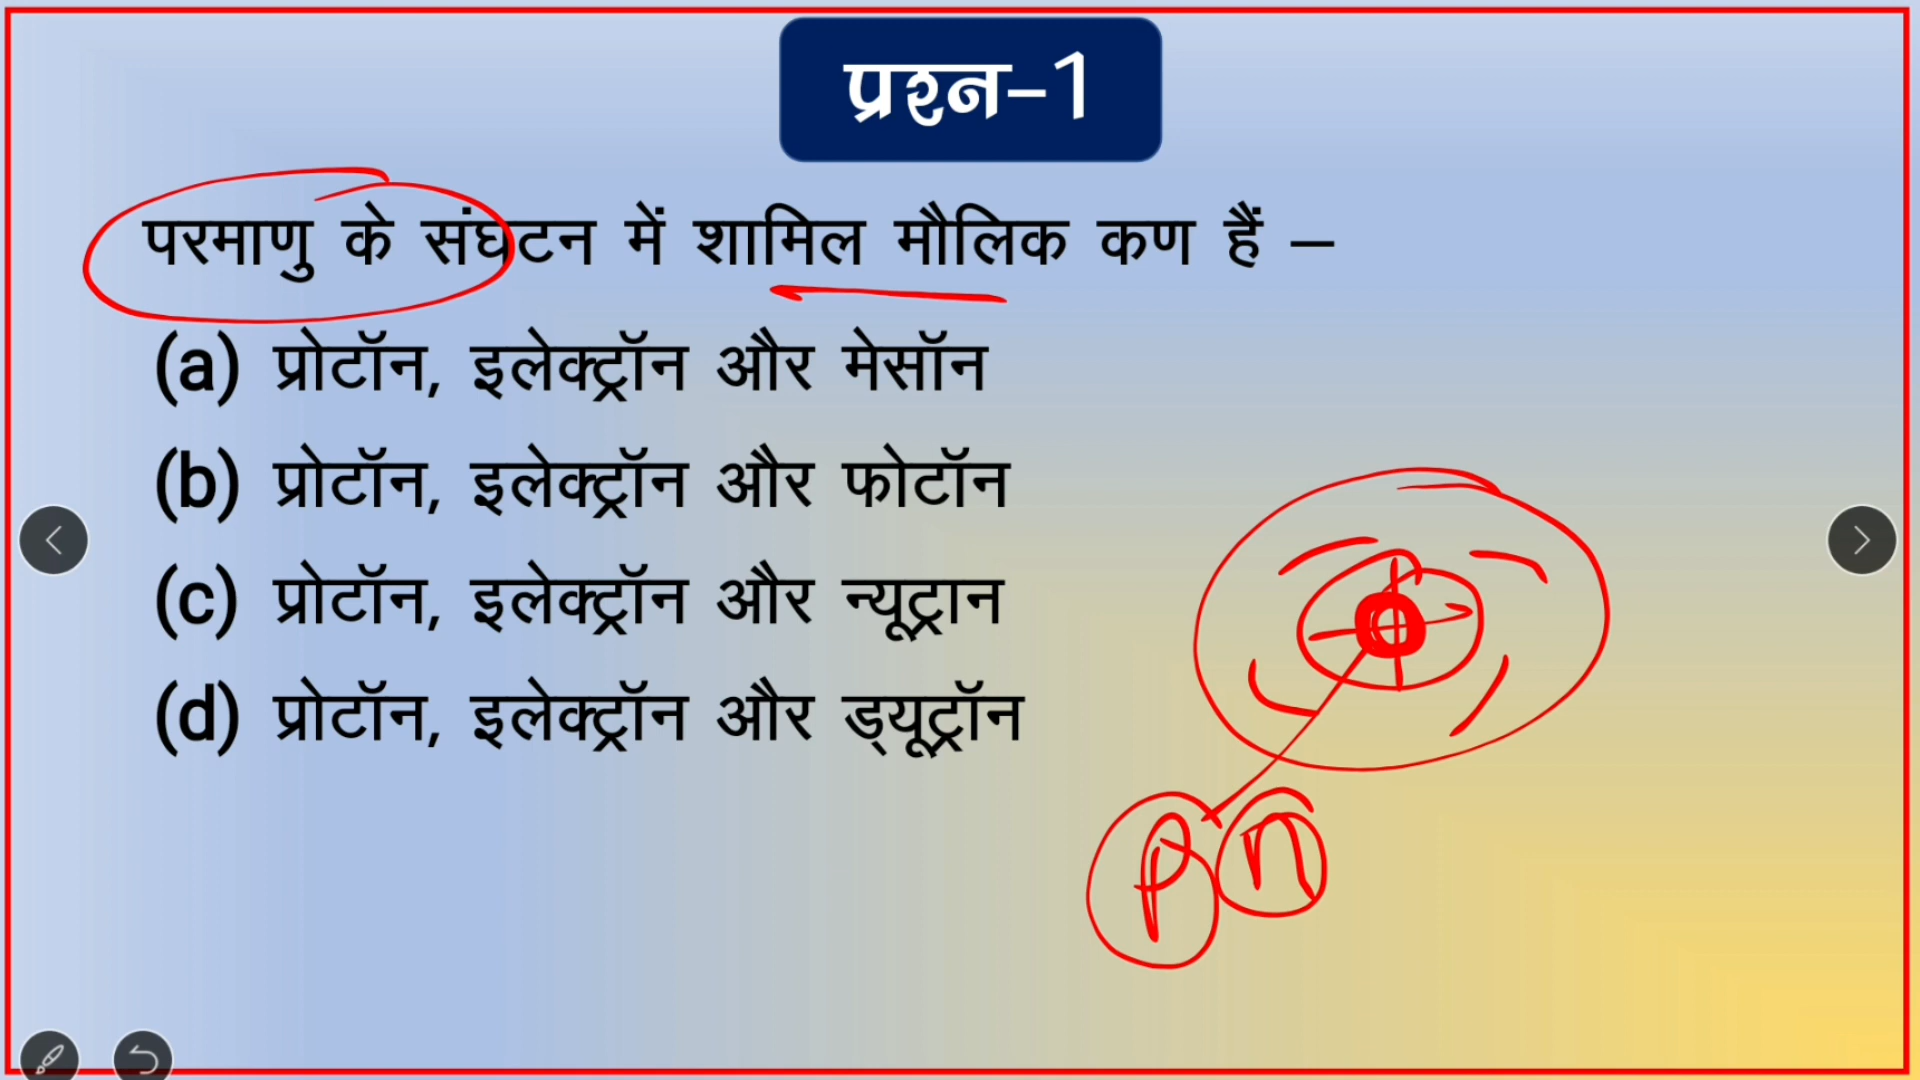 प्रश्न–1
परमाणु के संघटन में शामिल मौलिक कण हैं –
(a) प्रोटॉन, इलेक्ट्रॉन और मेसॉन
(b) प्रोटॉन, इलेक्ट्रॉन और फोटॉन
(c) प्रोटॉन, इलेक्ट्रॉन और न्यूट्रान
(d) प्रोटॉन, इलेक्ट्रॉन और ड्यूट्रॉन
p n